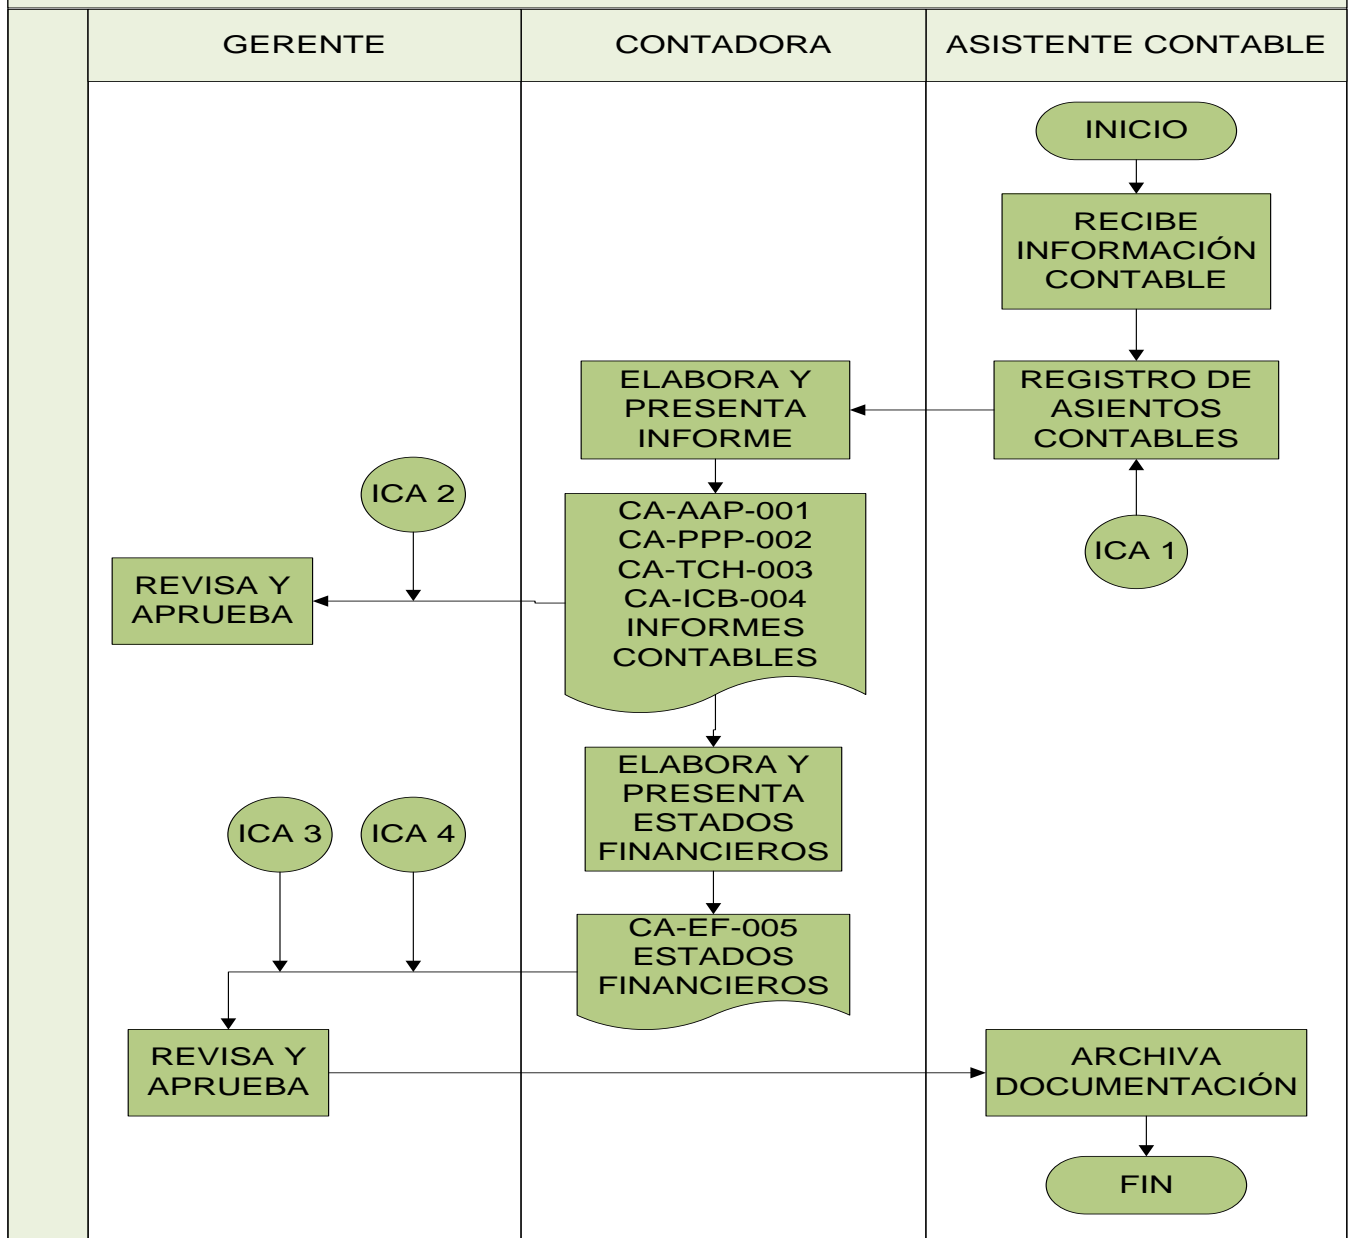 GERENTE
CONTADORA
ASISTENTE CONTABLE
INICIO
RECIBE
INFORMACIÓN
CONTABLE
REGISTRO DE
ASIENTOS
CONTABLES
ICA 1
ELABORA Y
PRESENTA
INFORME
CA-AAP-001
CA-PPP-002
CA-TCH-003
CA-ICB-004
INFORMES
CONTABLES
ICA 2
REVISA Y
APRUEBA
ELABORA Y
PRESENTA
ESTADOS
FINANCIEROS
CA-EF-005
ESTADOS
FINANCIEROS
ICA 3
ICA 4
REVISA Y
APRUEBA
ARCHIVA
DOCUMENTACIÓN
FIN